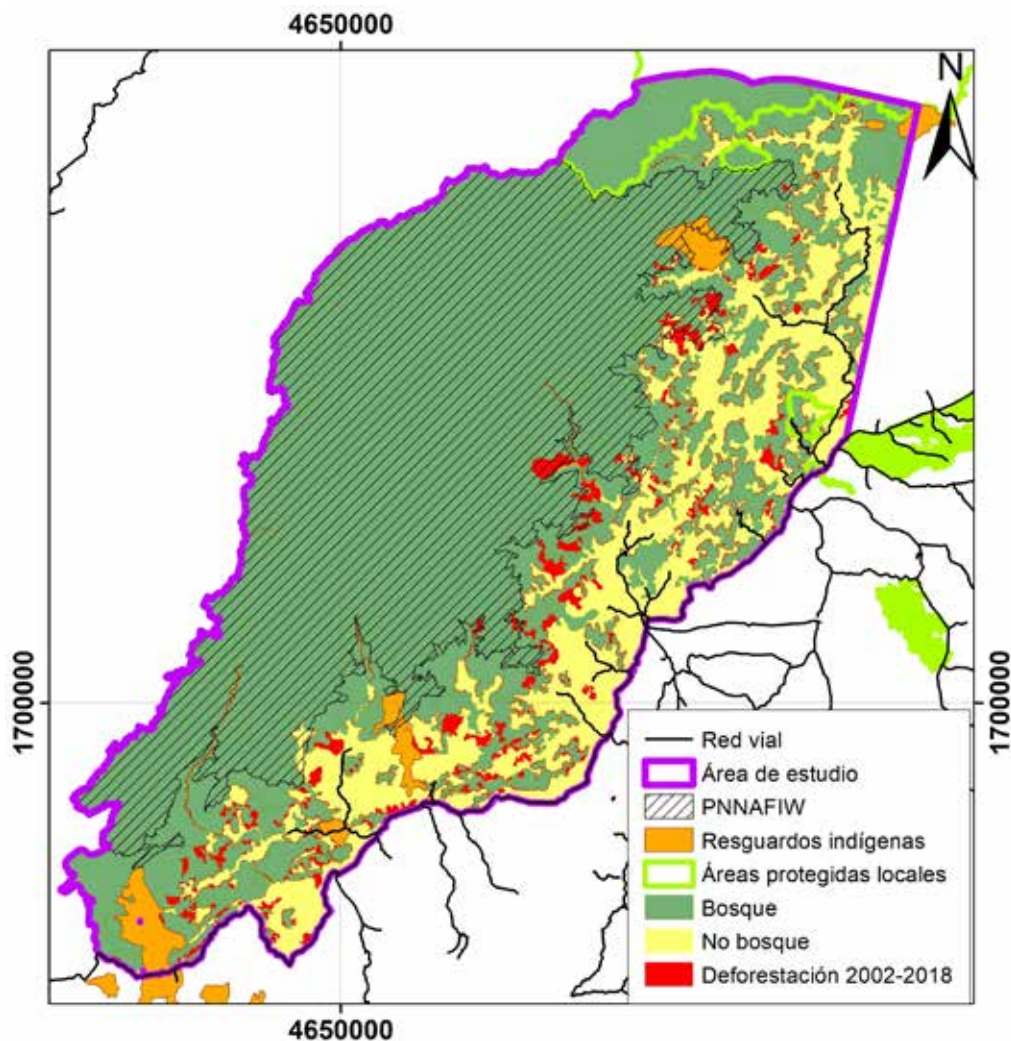 4650000
N
1700000
1700000
Red vial
Área de estudio
PNNAFIW
Resguardos indígenas
Áreas protegidas locales
Bosque
No bosque
Deforestación 2002-2018
4650000